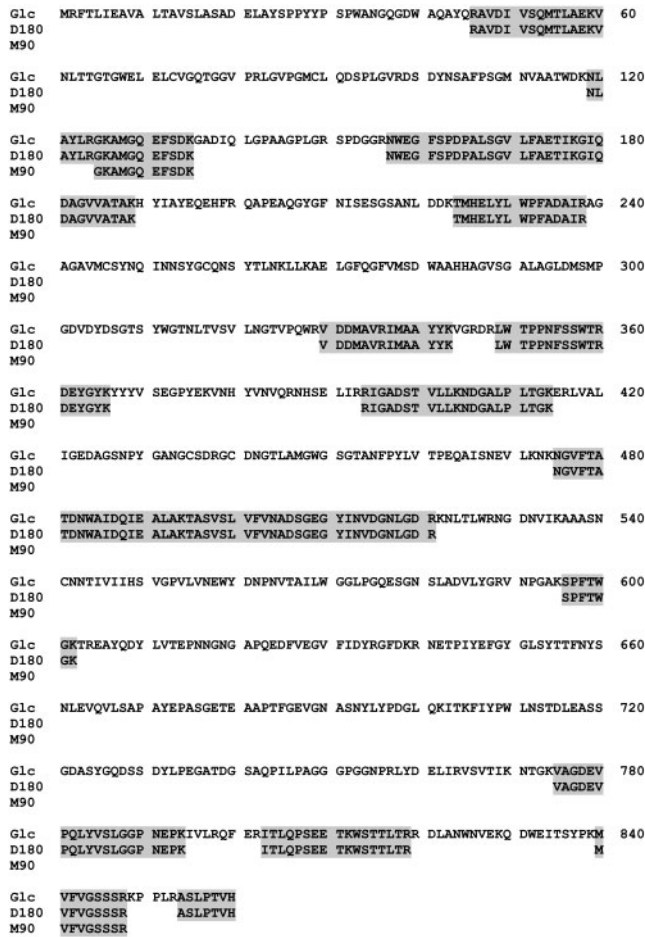 Glc MRFTLIEAVA LTAVSLASAD ELAYSPPYYP SPWANGQGDW AQAYQRAVDI VSQMTLAEKV 60
D180 RAVDI VSQMTLAEKV
M90
Glc NLTTGTGWEL ELCVGQTGGV PRLGVPGMCL QDSPLGVRDS DYNSAFPSGM NVAATWDKNL 120
D180 NL
M90
Glc AYLRGKAMGQ EFSDKGADIQ LGPAAGPLGR SPDGGRNWEG FSPDPALSGV LFAETIKGIQ 180
D180 AYLRGKAMGQ EFSDK NWEG FSPDPALSGV LFAETIKGIQ
M90 GKAMGQ EFSDK
Glc DAGVVATAKH YIAYEQEHFR QAPEAQGYGF NISESGSANL DDKTMHELYL WPFADAIRAG 240
D180 DAGVVATAK TMHELYL WPFADAIR
M90
Glc AGAVMCSYNQ INNSYGCQNS YTLNKLLKAE LGFQGFVMSD WAAHHAGVSG ALAGLDMSMP 300
D180
M90
Glc GDVDYDSGTS YWGTNLTVSV LNGTVPQWRV DDMAVRIMAA YYKVGRDRLW TPPNFSSWTR 360
D180 V DDMAVRIMAA YYK LW TPPNFSSWTR
M90
Glc DEYGYKYYYV SEGPYEKVNH YVNVQRNHSE LIRRIGADST VLLKNDGALP LTGKERLVAL 420
D180 DEYGYK RIGADST VLLKNDGALP LTGK
M90
Glc IGEDAGSNPY GANGCSDRGC DNGTLAMGWG SGTANFPYLV TPEQAISNEV LKNKNGVFTA 480
D180 NGVFTA
M90
Glc TDNWAIDQIE ALAKTASVSL VFVNADSGEG YINVDGNLGD RKNLTLWRNG DNVIKAAASN 540
D180 TDNWAIDQIE ALAKTASVSL VFVNADSGEG YINVDGNLGD R
M90
Glc CNNTIVIIHS VGPVLVNEWY DNPNVTAILW GGLPGQESGN SLADVLYGRV NPGAKSPFTW 600
D180 SPFTW
M90
Glc GKTREAYQDY LVTEPNNGNG APQEDFVEGV FIDYRGFDKR NETPIYEFGY GLSYTTFNYS 660
D180 GK
M90
Glc NLEVQVLSAP AYEPASGETE AAPTFGEVGN ASNYLYPDGL QKITKFIYPW LNSTDLEASS 720
D180
M90
Glc GDASYGQDSS DYLPEGATDG SAQPILPAGG GPGGNPRLYD ELIRVSVTIK NTGKVAGDEV 780
D180 VAGDEV
M90
Glc PQLYVSLGGP NEPKIVLRQF ERITLQPSEE TKWSTTLTRR DLANWNVEKQ DWEITSYPKM 840
D180 PQLYVSLGGP NEPK ITLQPSEE TKWSTTLTR M
M90
Glc VFVGSSSRKP PLRASLPTVH
D180 VFVGSSSR ASLPTVH
M90 VFVGSSSR